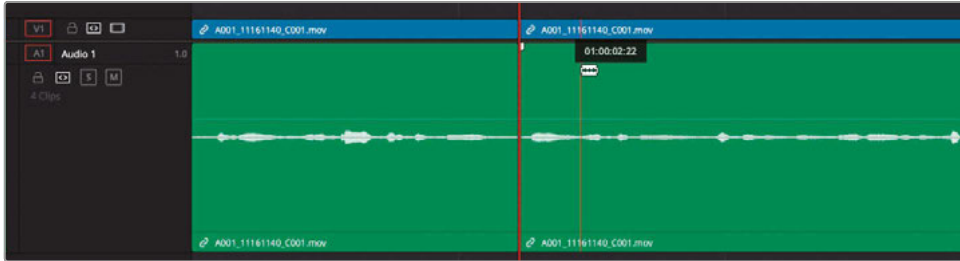 V1 A001_11161140_C001.mov A001_11161140_C001.mov
A1 Audio 1 1.0 01:00:02:22
S M
4 Clips
A001_11161140_C001.mov A001_11161140_C001.mov